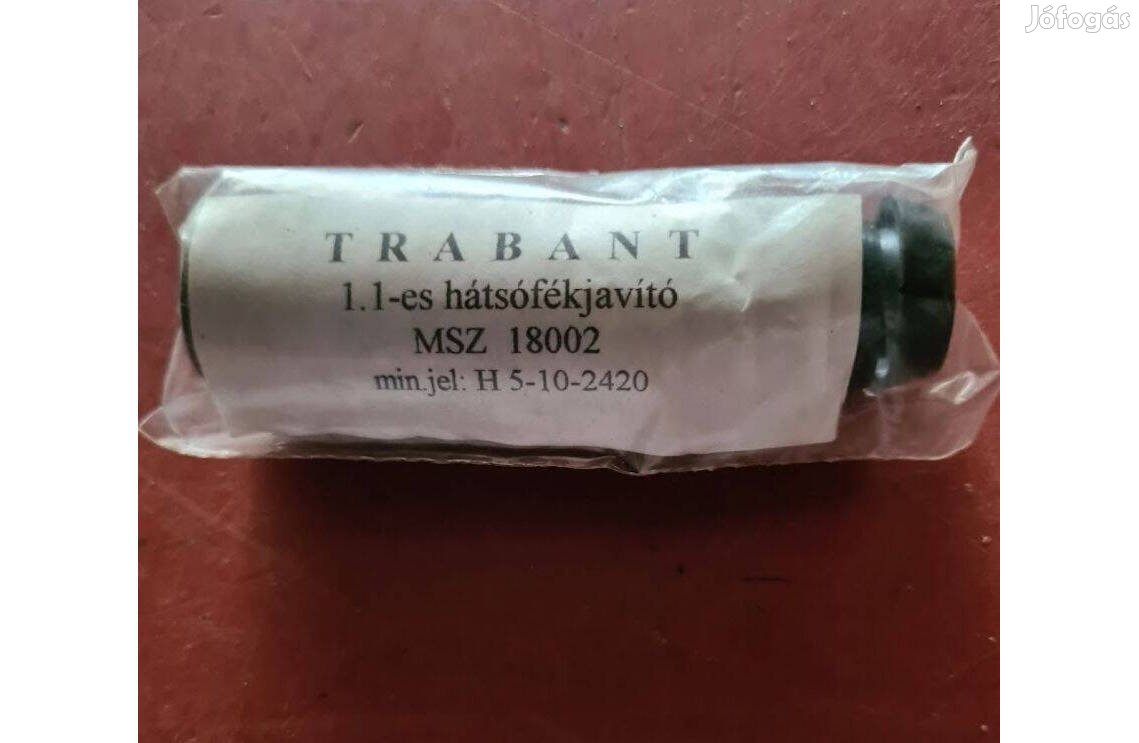 Jófogás
TRABANT
1.1-es hátsófékjavító
MSZ 18002
min.jel: H 5-10-2420